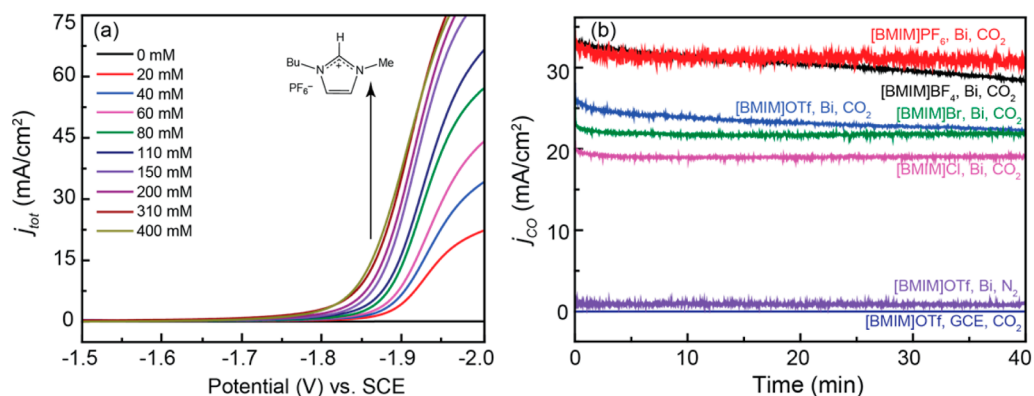 (a)
75
60
45
30
15
0
j_tot (mA/cm²)
0 mM
20 mM
40 mM
60 mM
80 mM
110 mM
150 mM
200 mM
310 mM
400 mM
H
Bu
N
+
N
Me
PF₆⁻
-1.5
-1.6
-1.7
-1.8
-1.9
-2.0
Potential (V) vs. SCE
(b)
30
20
10
0
j_CO (mA/cm²)
[BMIM]PF₆, Bi, CO₂
[BMIM]BF₄, Bi, CO₂
[BMIM]OTf, Bi, CO₂
[BMIM]Br, Bi, CO₂
[BMIM]Cl, Bi, CO₂
[BMIM]OTf, Bi, N₂
[BMIM]OTf, GCE, CO₂
0
10
20
30
40
Time (min)